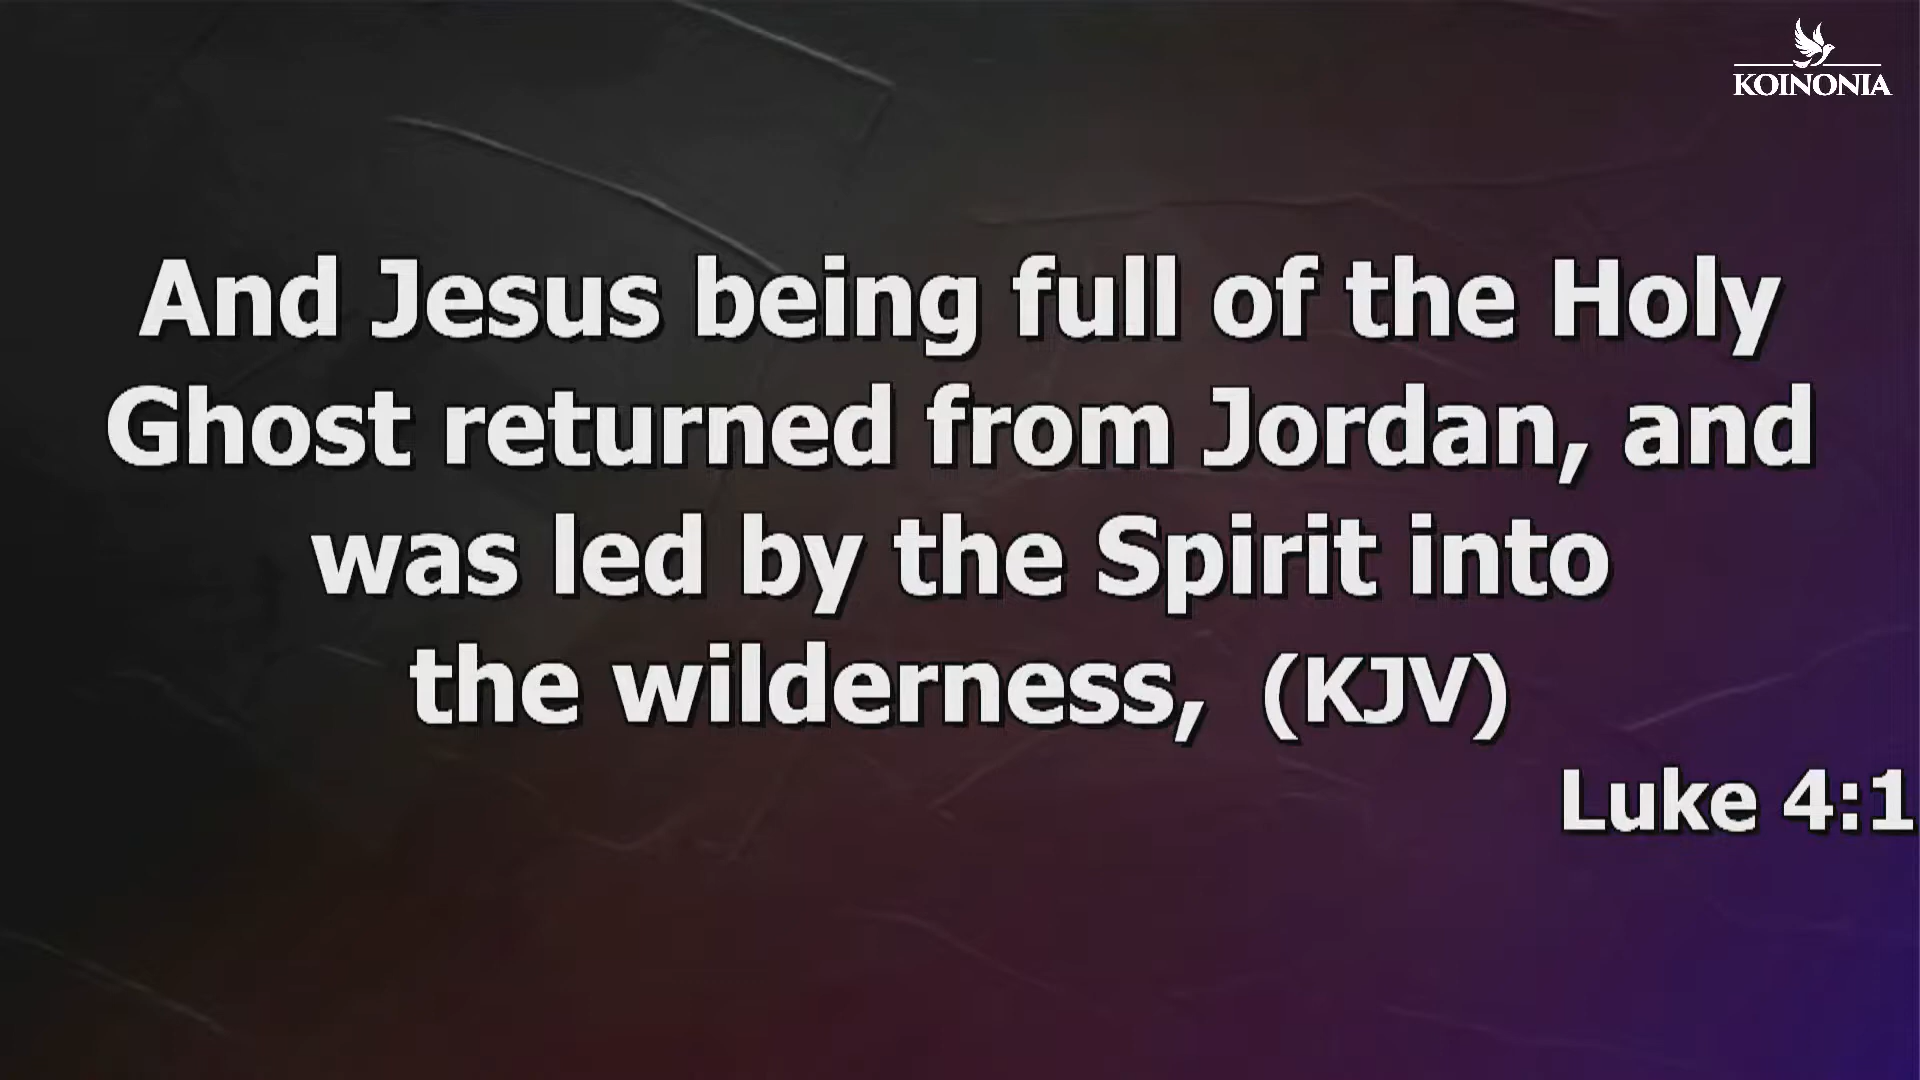 KOINONIA
And Jesus being full of the Holy
Ghost returned from Jordan, and
was led by the Spirit into
the wilderness, (KJV)
Luke 4:1